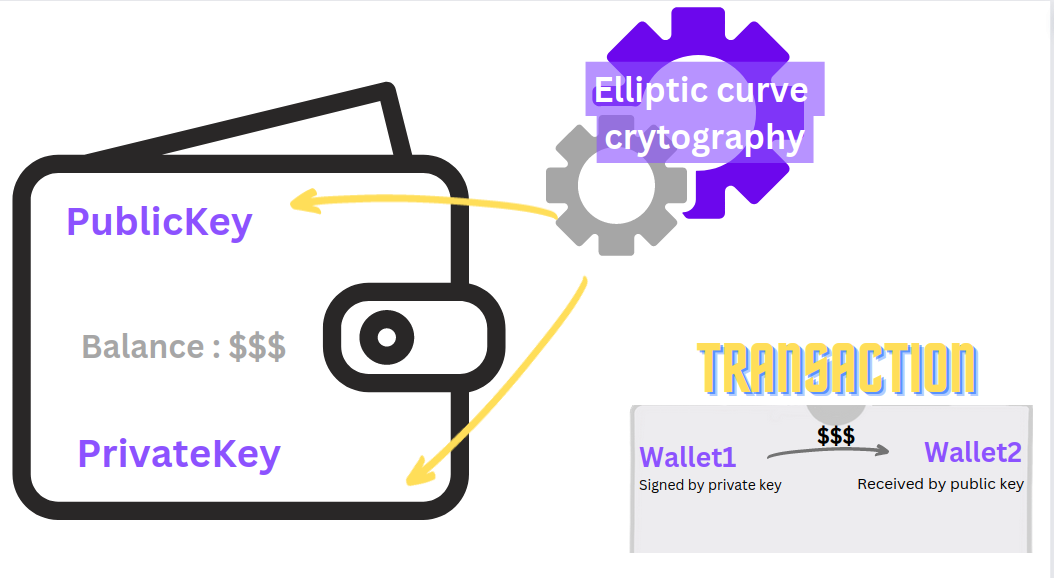 Elliptic curve
crytography
PublicKey
Balance : $$$
PrivateKey
TRANSACTION
$$$
Wallet1
Wallet2
Signed by private key
Received by public key